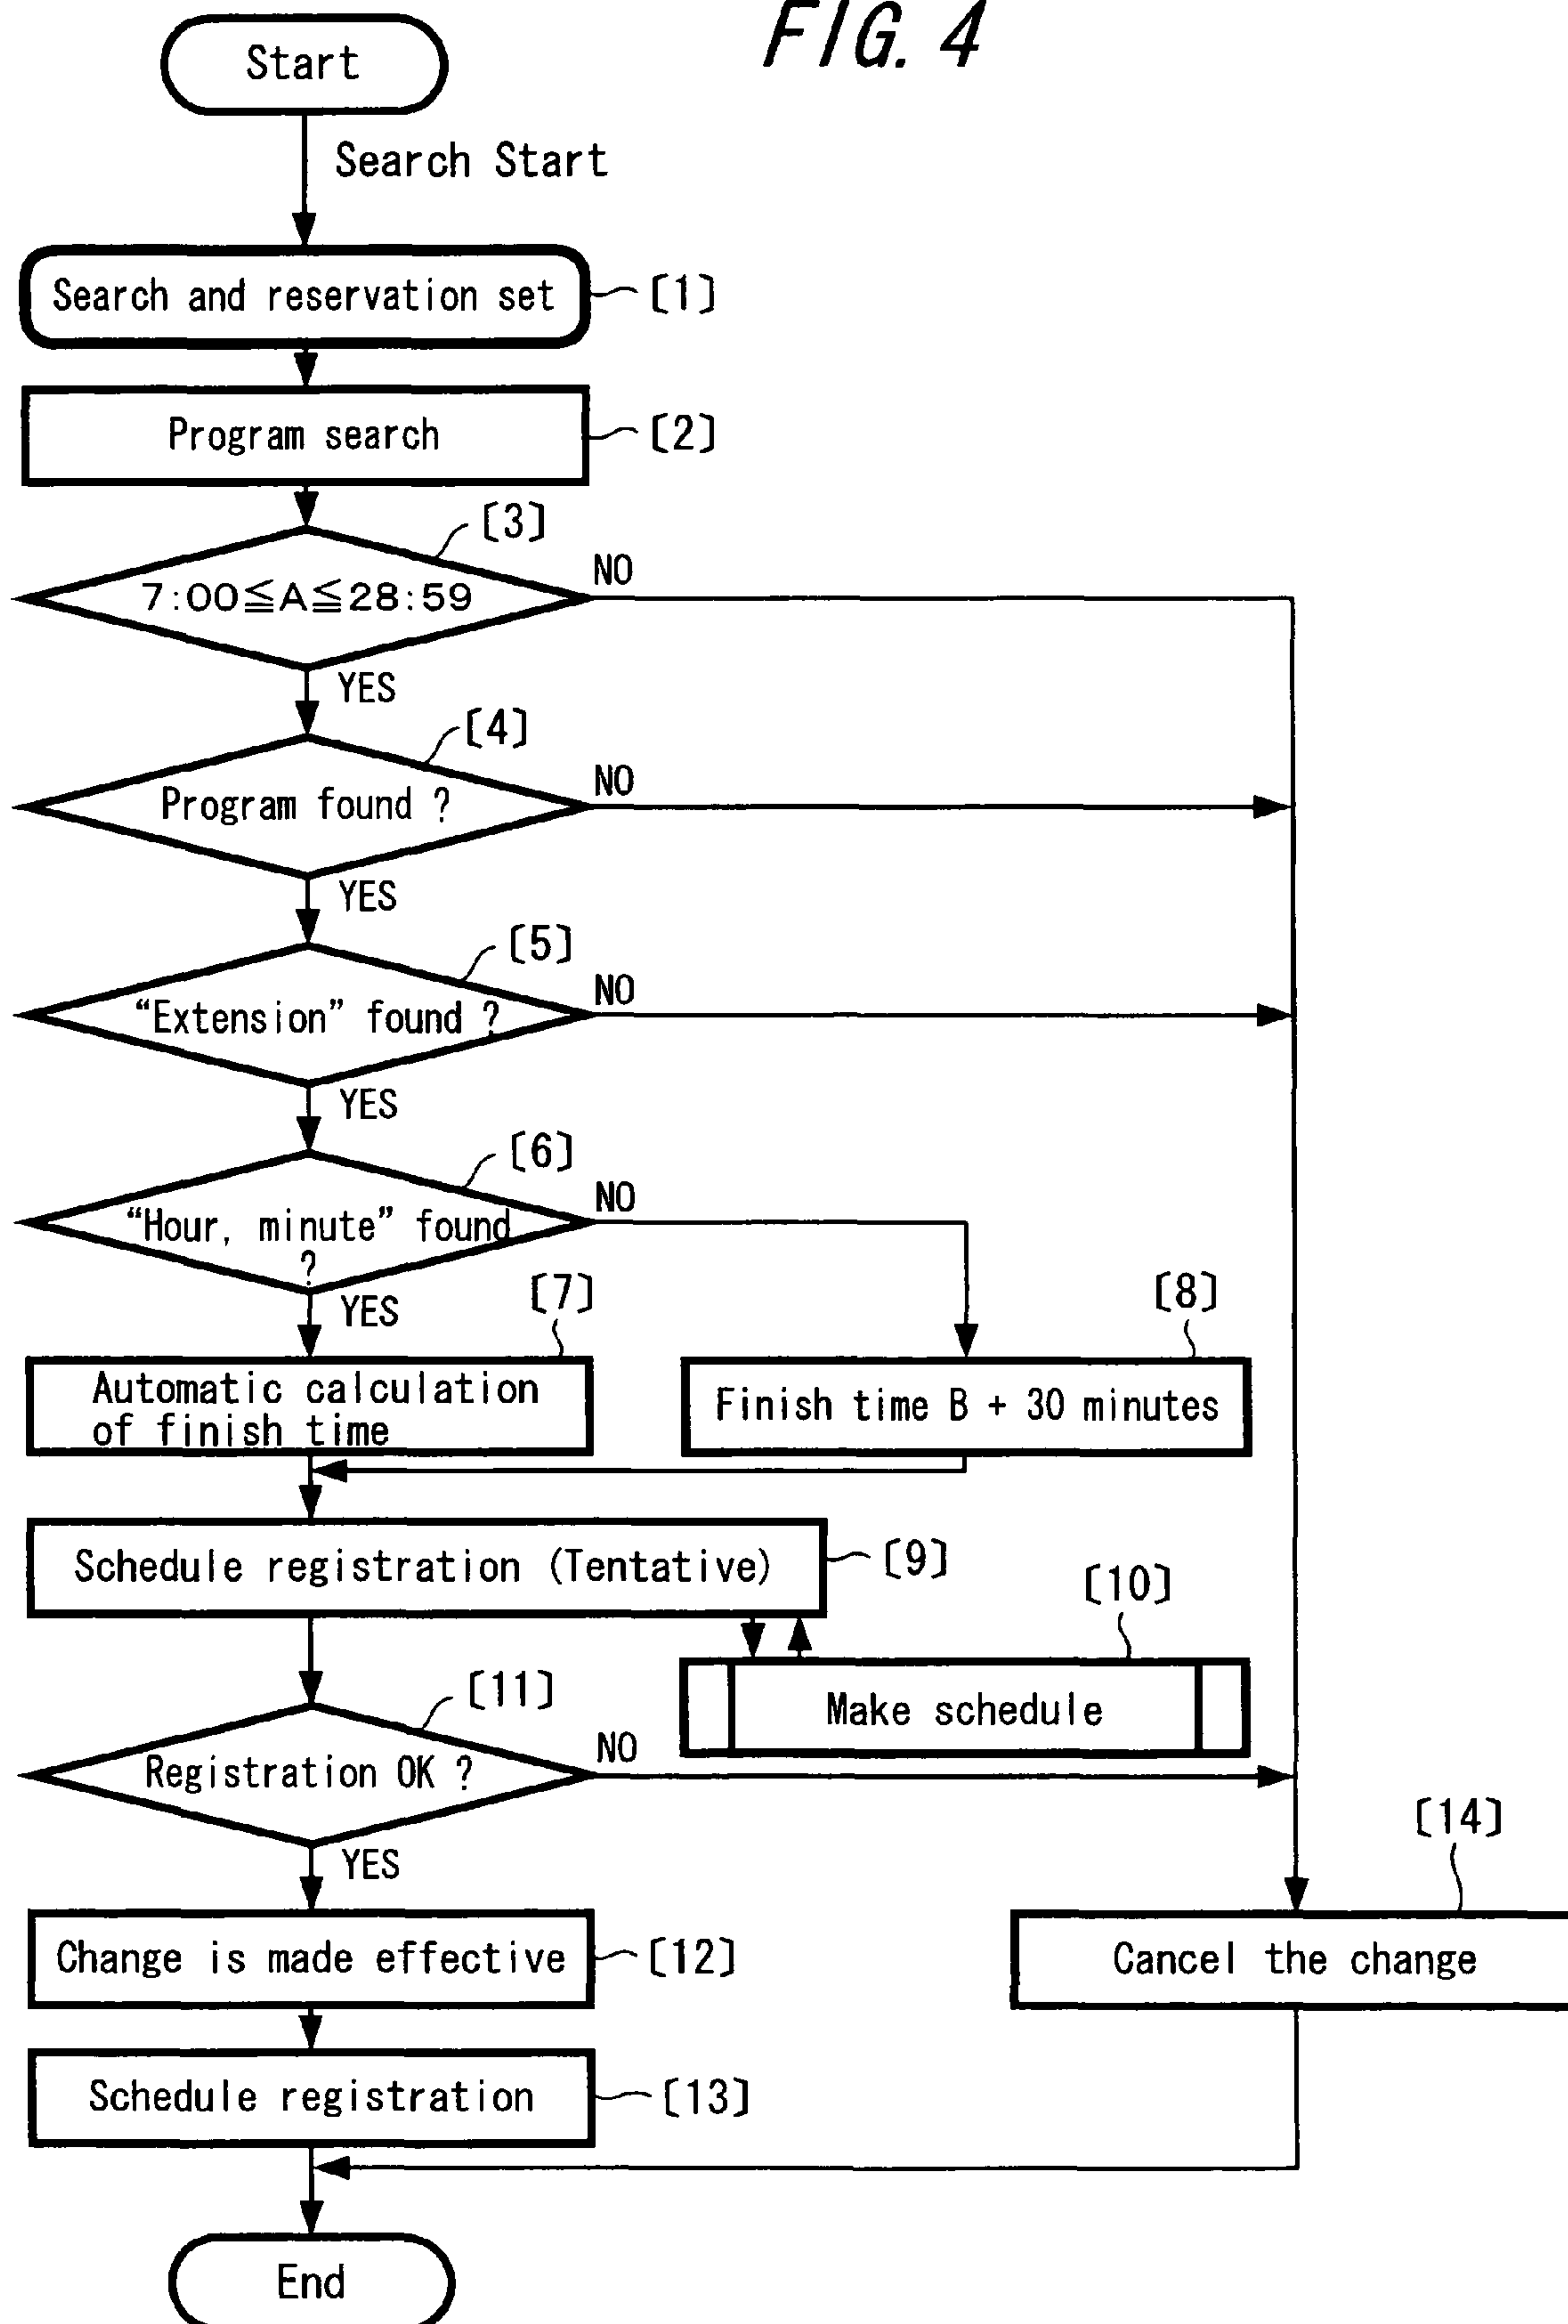 FIG. 4
Start
Search Start
Search and reservation set
[1]
Program search
[2]
[3]
7:00≦A≦28:59
NO
YES
[4]
Program found ?
NO
YES
[5]
“Extension” found ?
NO
YES
[6]
“Hour, minute” found
?
NO
YES
[7]
[8]
Automatic calculation
of finish time
Finish time B + 30 minutes
Schedule registration (Tentative)
[9]
[10]
Make schedule
[11]
Registration OK ?
NO
YES
[14]
Change is made effective
[12]
Cancel the change
Schedule registration
[13]
End